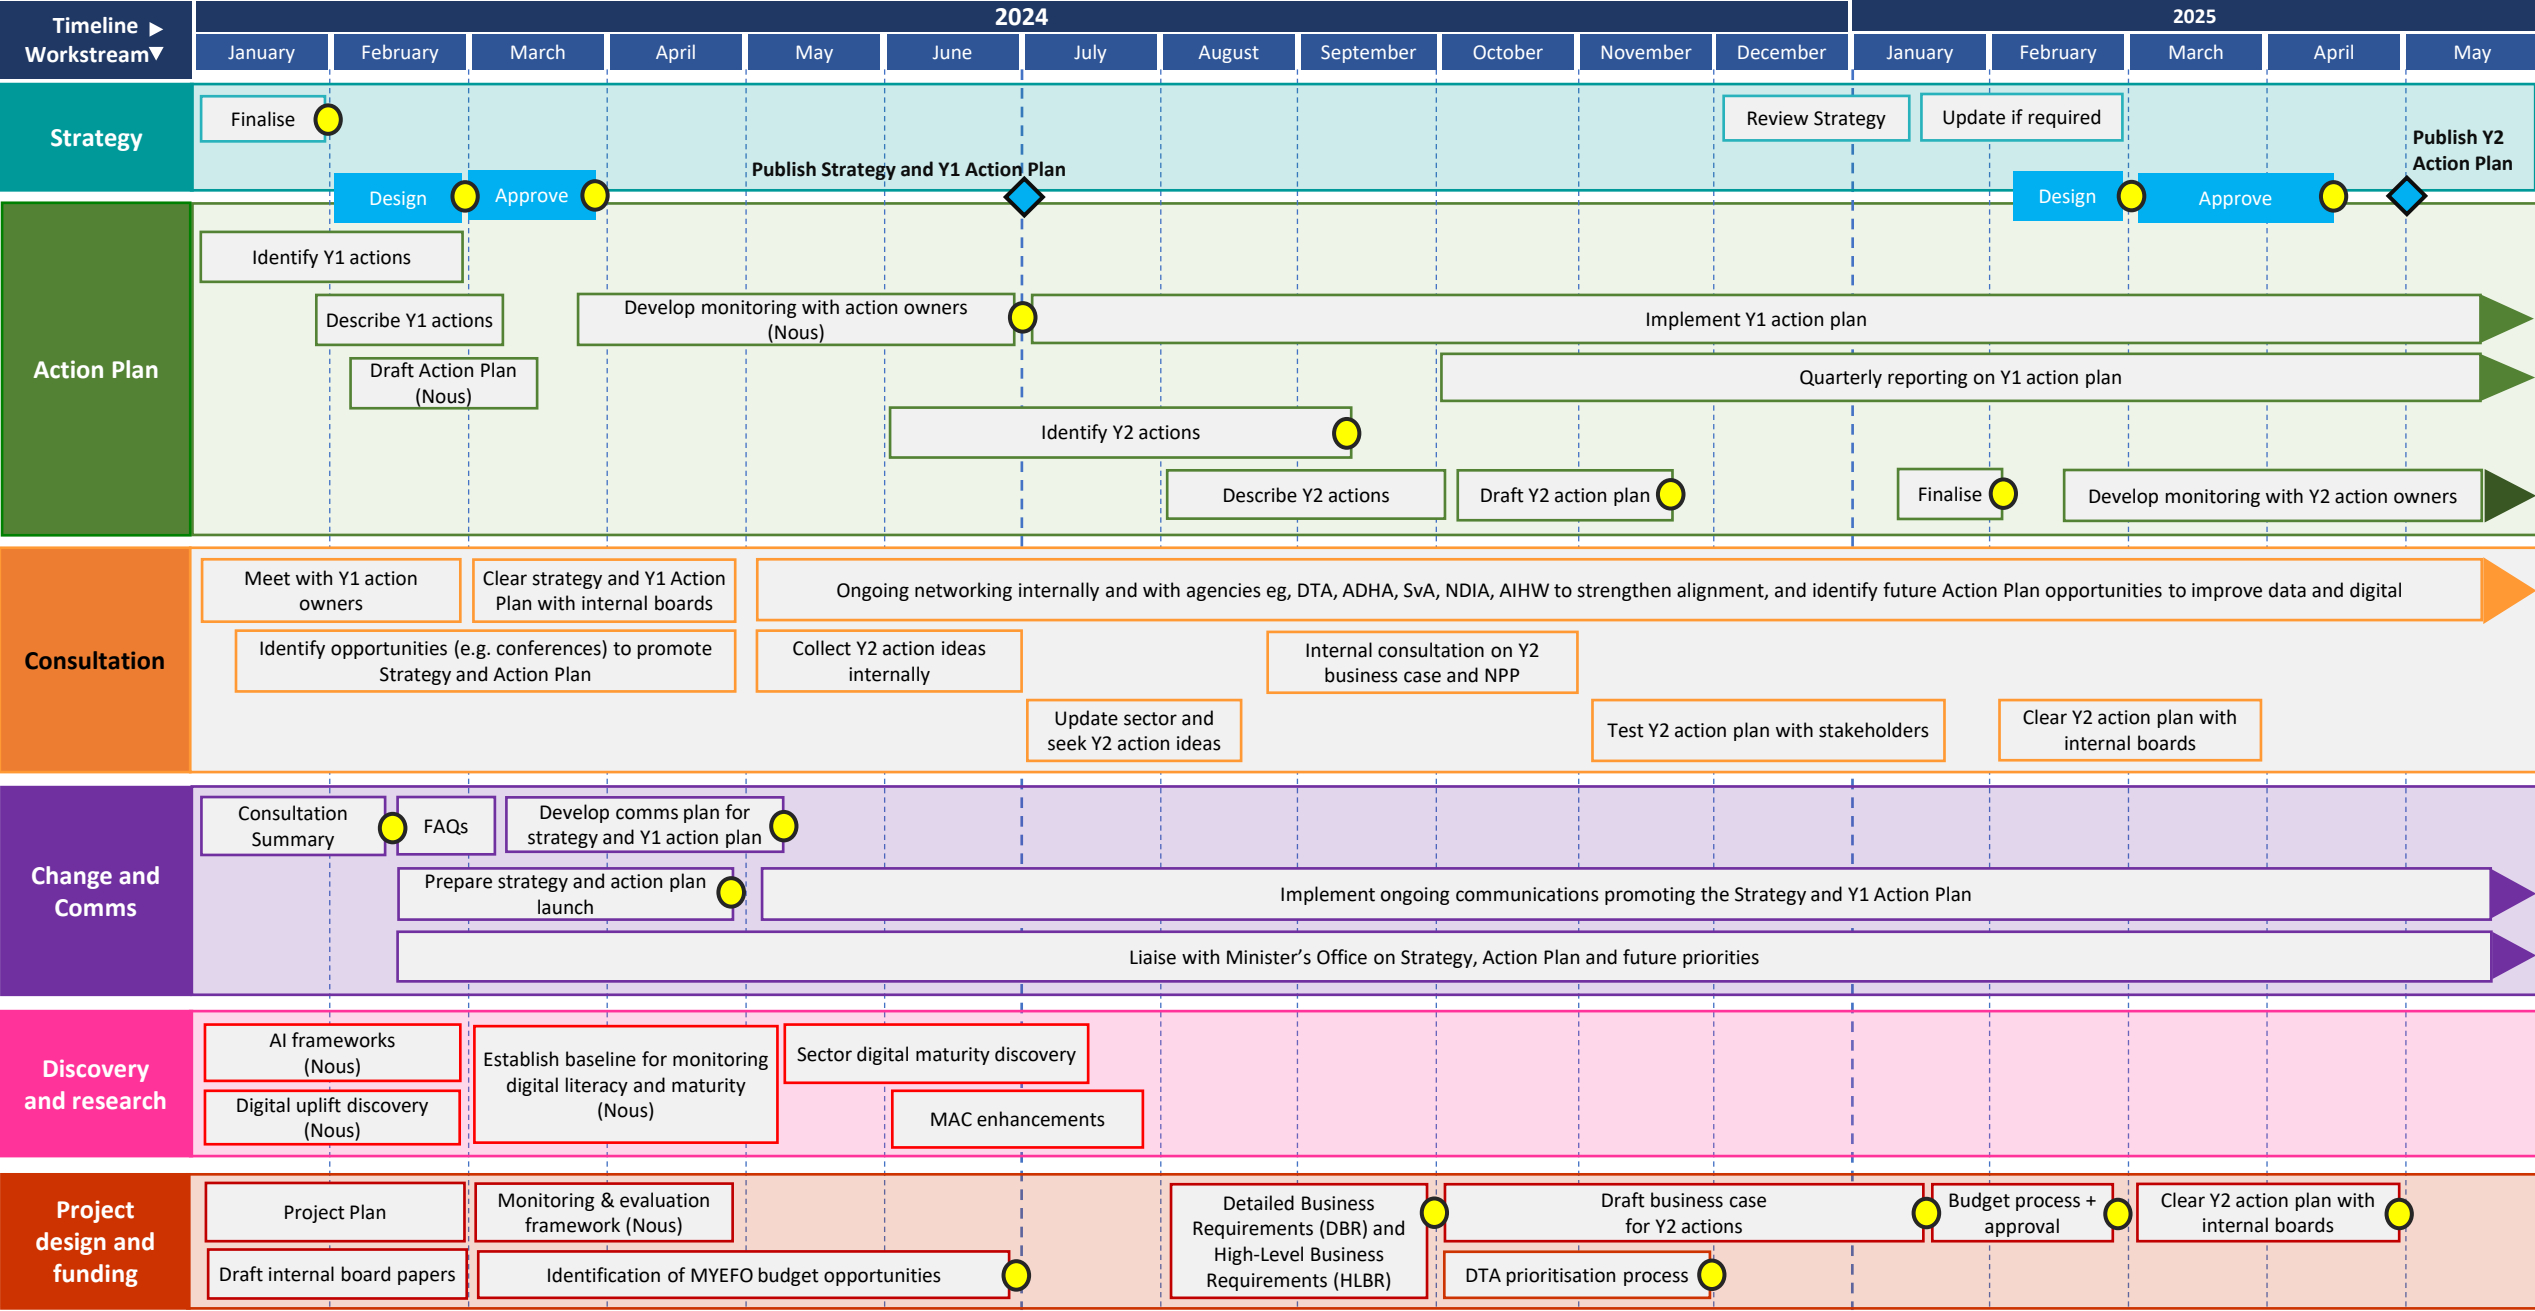 Timeline ▶
Workstream▼
2024
2025
January
February
March
April
May
June
July
August
September
October
November
December
January
February
March
April
May
Strategy
Finalise
Review Strategy
Update if required
Publish Strategy and Y1 Action Plan
Publish Y2
Action Plan
Design
Approve
Design
Approve
Action Plan
Identify Y1 actions
Describe Y1 actions
Develop monitoring with action owners
(Nous)
Implement Y1 action plan
Draft Action Plan
(Nous)
Quarterly reporting on Y1 action plan
Identify Y2 actions
Describe Y2 actions
Draft Y2 action plan
Finalise
Develop monitoring with Y2 action owners
Consultation
Meet with Y1 action
owners
Clear strategy and Y1 Action
Plan with internal boards
Ongoing networking internally and with agencies eg, DTA, ADHA, SvA, NDIA, AIHW to strengthen alignment, and identify future Action Plan opportunities to improve data and digital
Identify opportunities (e.g. conferences) to promote
Strategy and Action Plan
Collect Y2 action ideas
internally
Internal consultation on Y2
business case and NPP
Update sector and
seek Y2 action ideas
Test Y2 action plan with stakeholders
Clear Y2 action plan with
internal boards
Change and
Comms
Consultation
Summary
FAQs
Develop comms plan for
strategy and Y1 action plan
Prepare strategy and action plan
launch
Implement ongoing communications promoting the Strategy and Y1 Action Plan
Liaise with Minister's Office on Strategy, Action Plan and future priorities
Discovery
and research
AI frameworks
(Nous)
Digital uplift discovery
(Nous)
Establish baseline for monitoring
digital literacy and maturity
(Nous)
Sector digital maturity discovery
MAC enhancements
Project
design and
funding
Project Plan
Monitoring & evaluation
framework (Nous)
Detailed Business
Requirements (DBR) and
High-Level Business
Requirements (HLBR)
Draft business case
for Y2 actions
Budget process +
approval
Clear Y2 action plan with
internal boards
Draft internal board papers
Identification of MYEFO budget opportunities
DTA prioritisation process